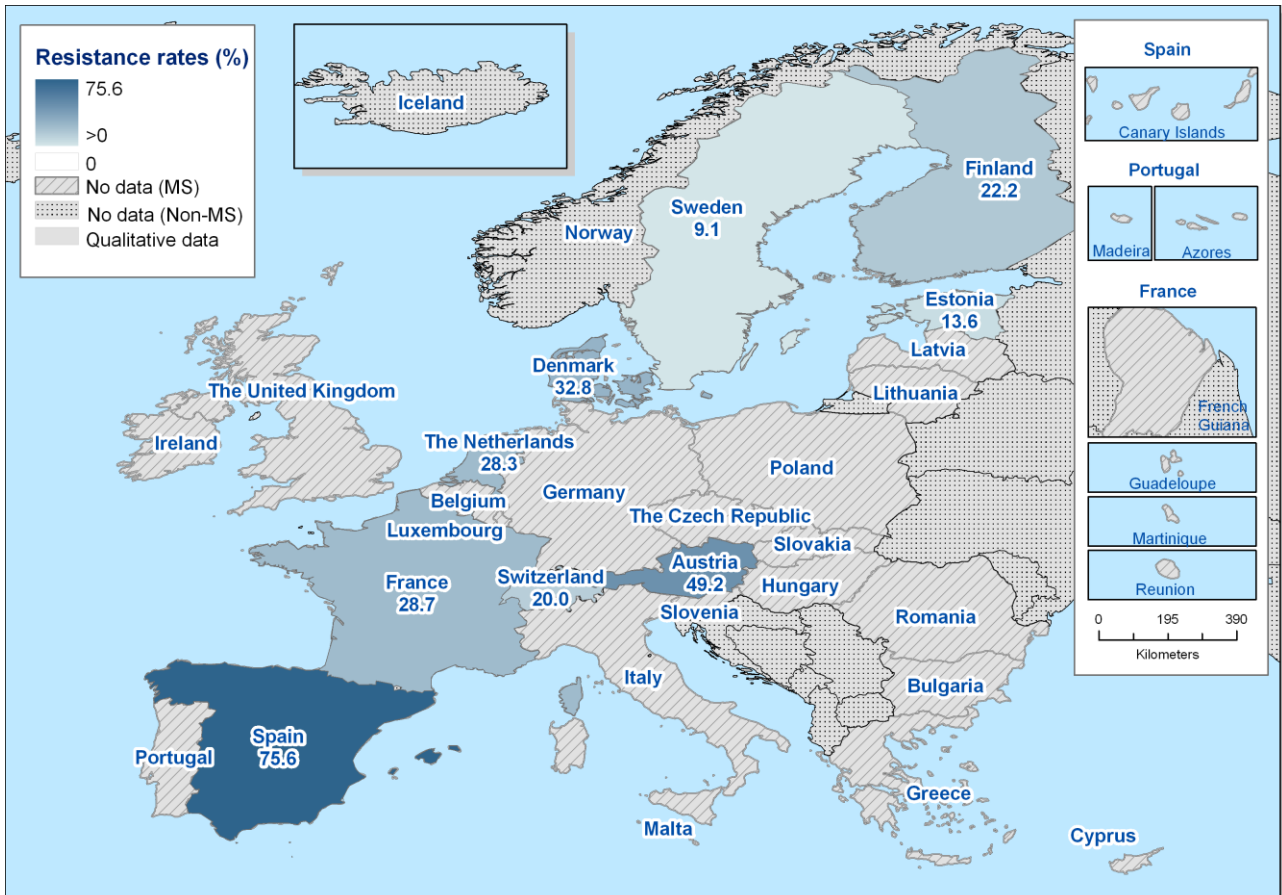 Resistance rates (%)
75.6
>0
0
No data (MS)
No data (Non-MS)
Qualitative data
Iceland
Finland
22.2
Sweden
9.1
Norway
Estonia
13.6
Latvia
Lithuania
Denmark
32.8
The United Kingdom
Ireland
The Netherlands
28.3
Belgium
Luxembourg
Germany
Poland
The Czech Republic
Slovakia
Austria
49.2
Hungary
Switzerland
20.0
France
28.7
Slovenia
Romania
Italy
Bulgaria
Spain
75.6
Portugal
Greece
Malta
Cyprus
Spain
Canary Islands
Portugal
Madeira
Azores
France
French
Guiana
Guadeloupe
Martinique
Reunion
0 195 390
Kilometers